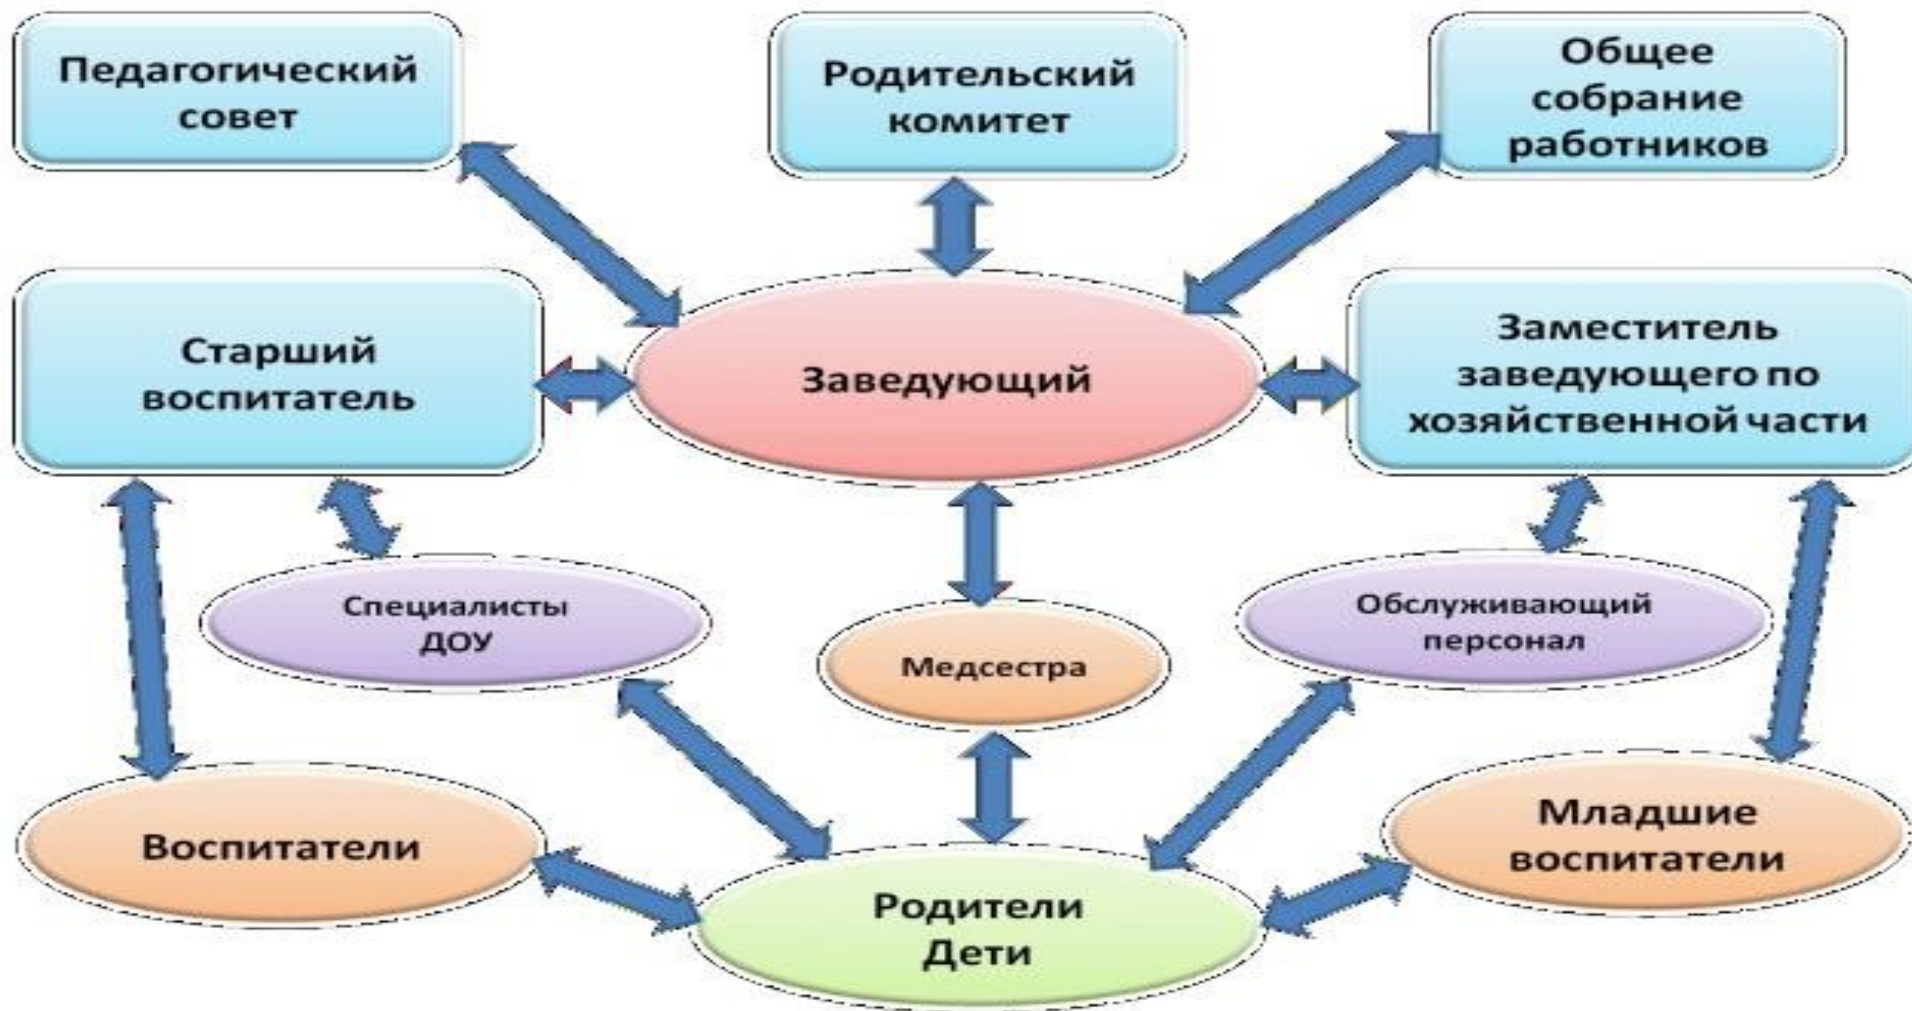 Педагогический
совет
Родительский
комитет
Общее
собрание
работников
Старший
воспитатель
Заведующий
Заместитель
заведующего по
хозяйственной части
Специалисты
ДОУ
Медсестра
Обслуживающий
персонал
Воспитатели
Родители
Дети
Младшие
воспитатели